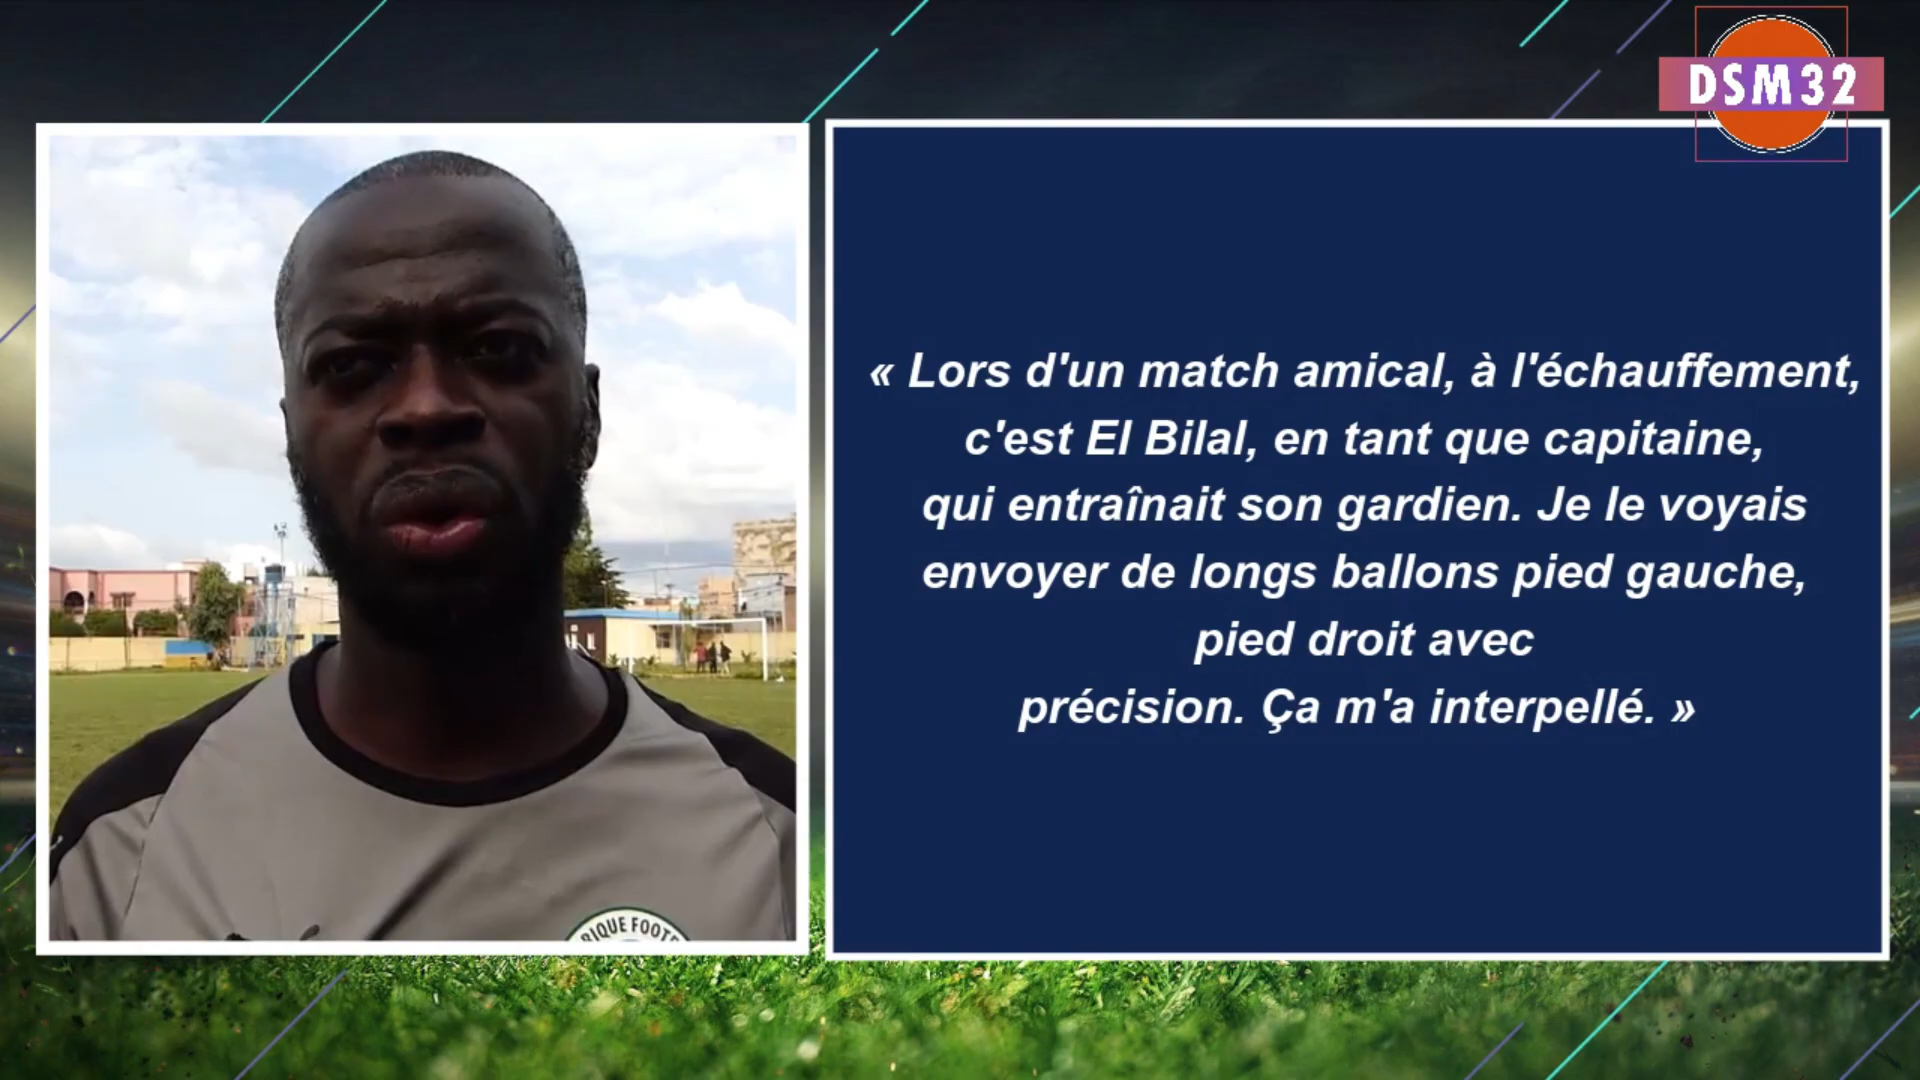 DSM32
« Lors d'un match amical, à l'échauffement,
c'est El Bilal, en tant que capitaine,
qui entraînait son gardien. Je le voyais
envoyer de longs ballons pied gauche,
pied droit avec
précision. Ça m'a interpellé. »